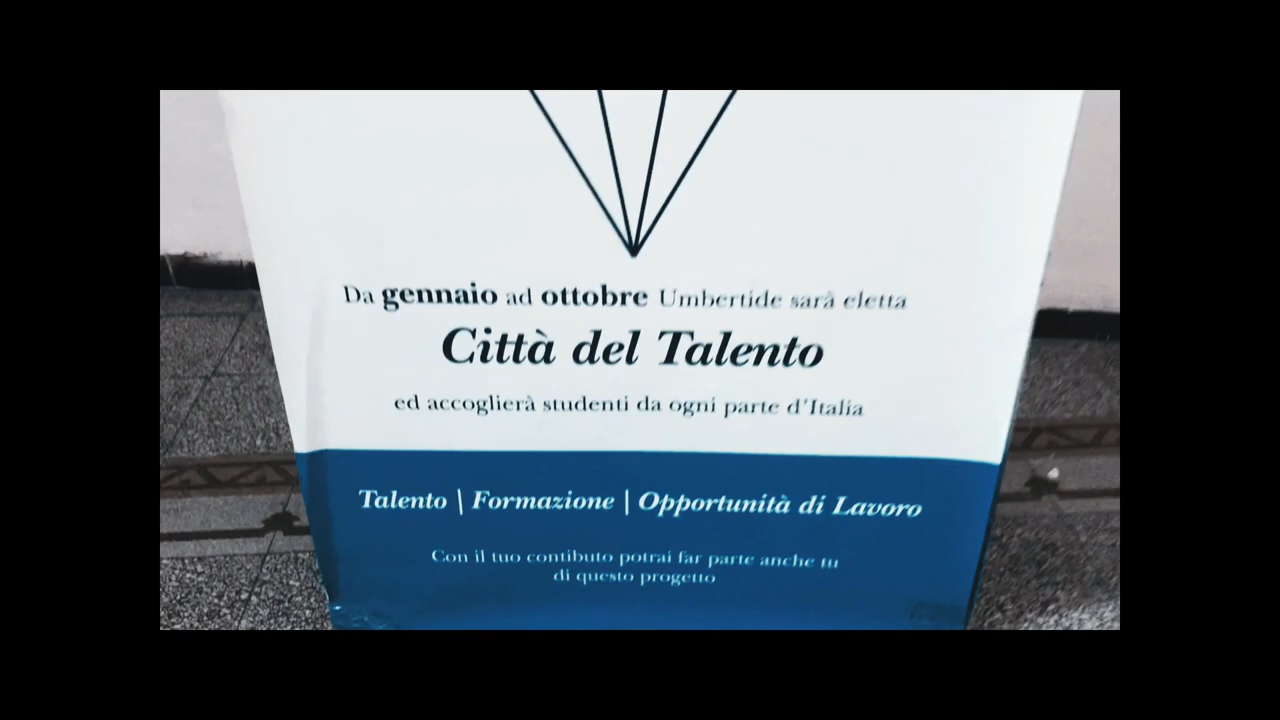 Da gennaio ad ottobre Umbertide sarà eletta
Città del Talento
ed accoglierà studenti da ogni parte d'Italia
Talento | Formazione | Opportunità di Lavoro
Con il tuo contibuto potrai far parte anche tu
di questo progetto